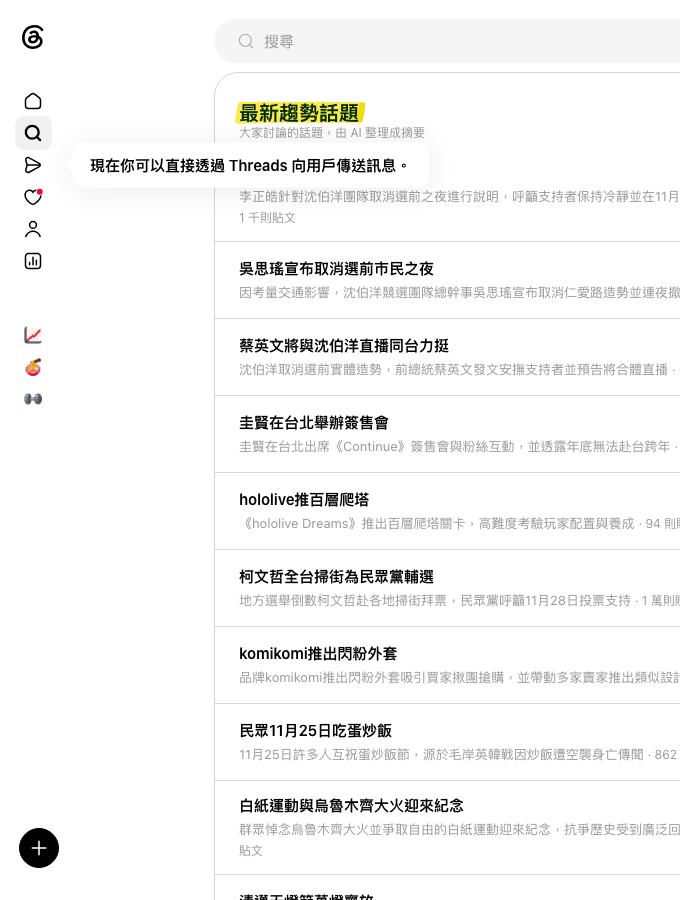 搜尋
最新趨勢話題
大家討論的話題，由 AI 整理成摘要
現在你可以直接透過 Threads 向用戶傳送訊息。
李正皓針對沈伯洋團隊取消選前之夜進行說明，呼籲支持者保持冷靜並在11月
1 千則貼文
吳思瑤宣布取消選前市民之夜
因考量交通影響，沈伯洋競選團隊總幹事吳思瑤宣布取消仁愛路造勢並連夜撤
蔡英文將與沈伯洋直播同台力挺
沈伯洋取消選前實體造勢，前總統蔡英文發文安撫支持者並預告將合體直播 ·
圭賢在台北舉辦簽售會
圭賢在台北出席《Continue》簽售會與粉絲互動，並透露年底無法赴台跨年 ·
hololive推百層爬塔
《hololive Dreams》推出百層爬塔關卡，高難度考驗玩家配置與養成 · 94 則
柯文哲全台掃街為民眾黨輔選
地方選舉倒數柯文哲赴各地掃街拜票，民眾黨呼籲11月28日投票支持 · 1 萬則
komikomi推出閃粉外套
品牌komikomi推出閃粉外套吸引買家揪團搶購，並帶動多家賣家推出類似設
民眾11月25日吃蛋炒飯
11月25日許多人互祝蛋炒飯節，源於毛岸英韓戰因炒飯遭空襲身亡傳聞 · 862
白紙運動與烏魯木齊大火迎來紀念
群眾悼念烏魯木齊大火並爭取自由的白紙運動迎來紀念，抗爭歷史受到廣泛回
貼文